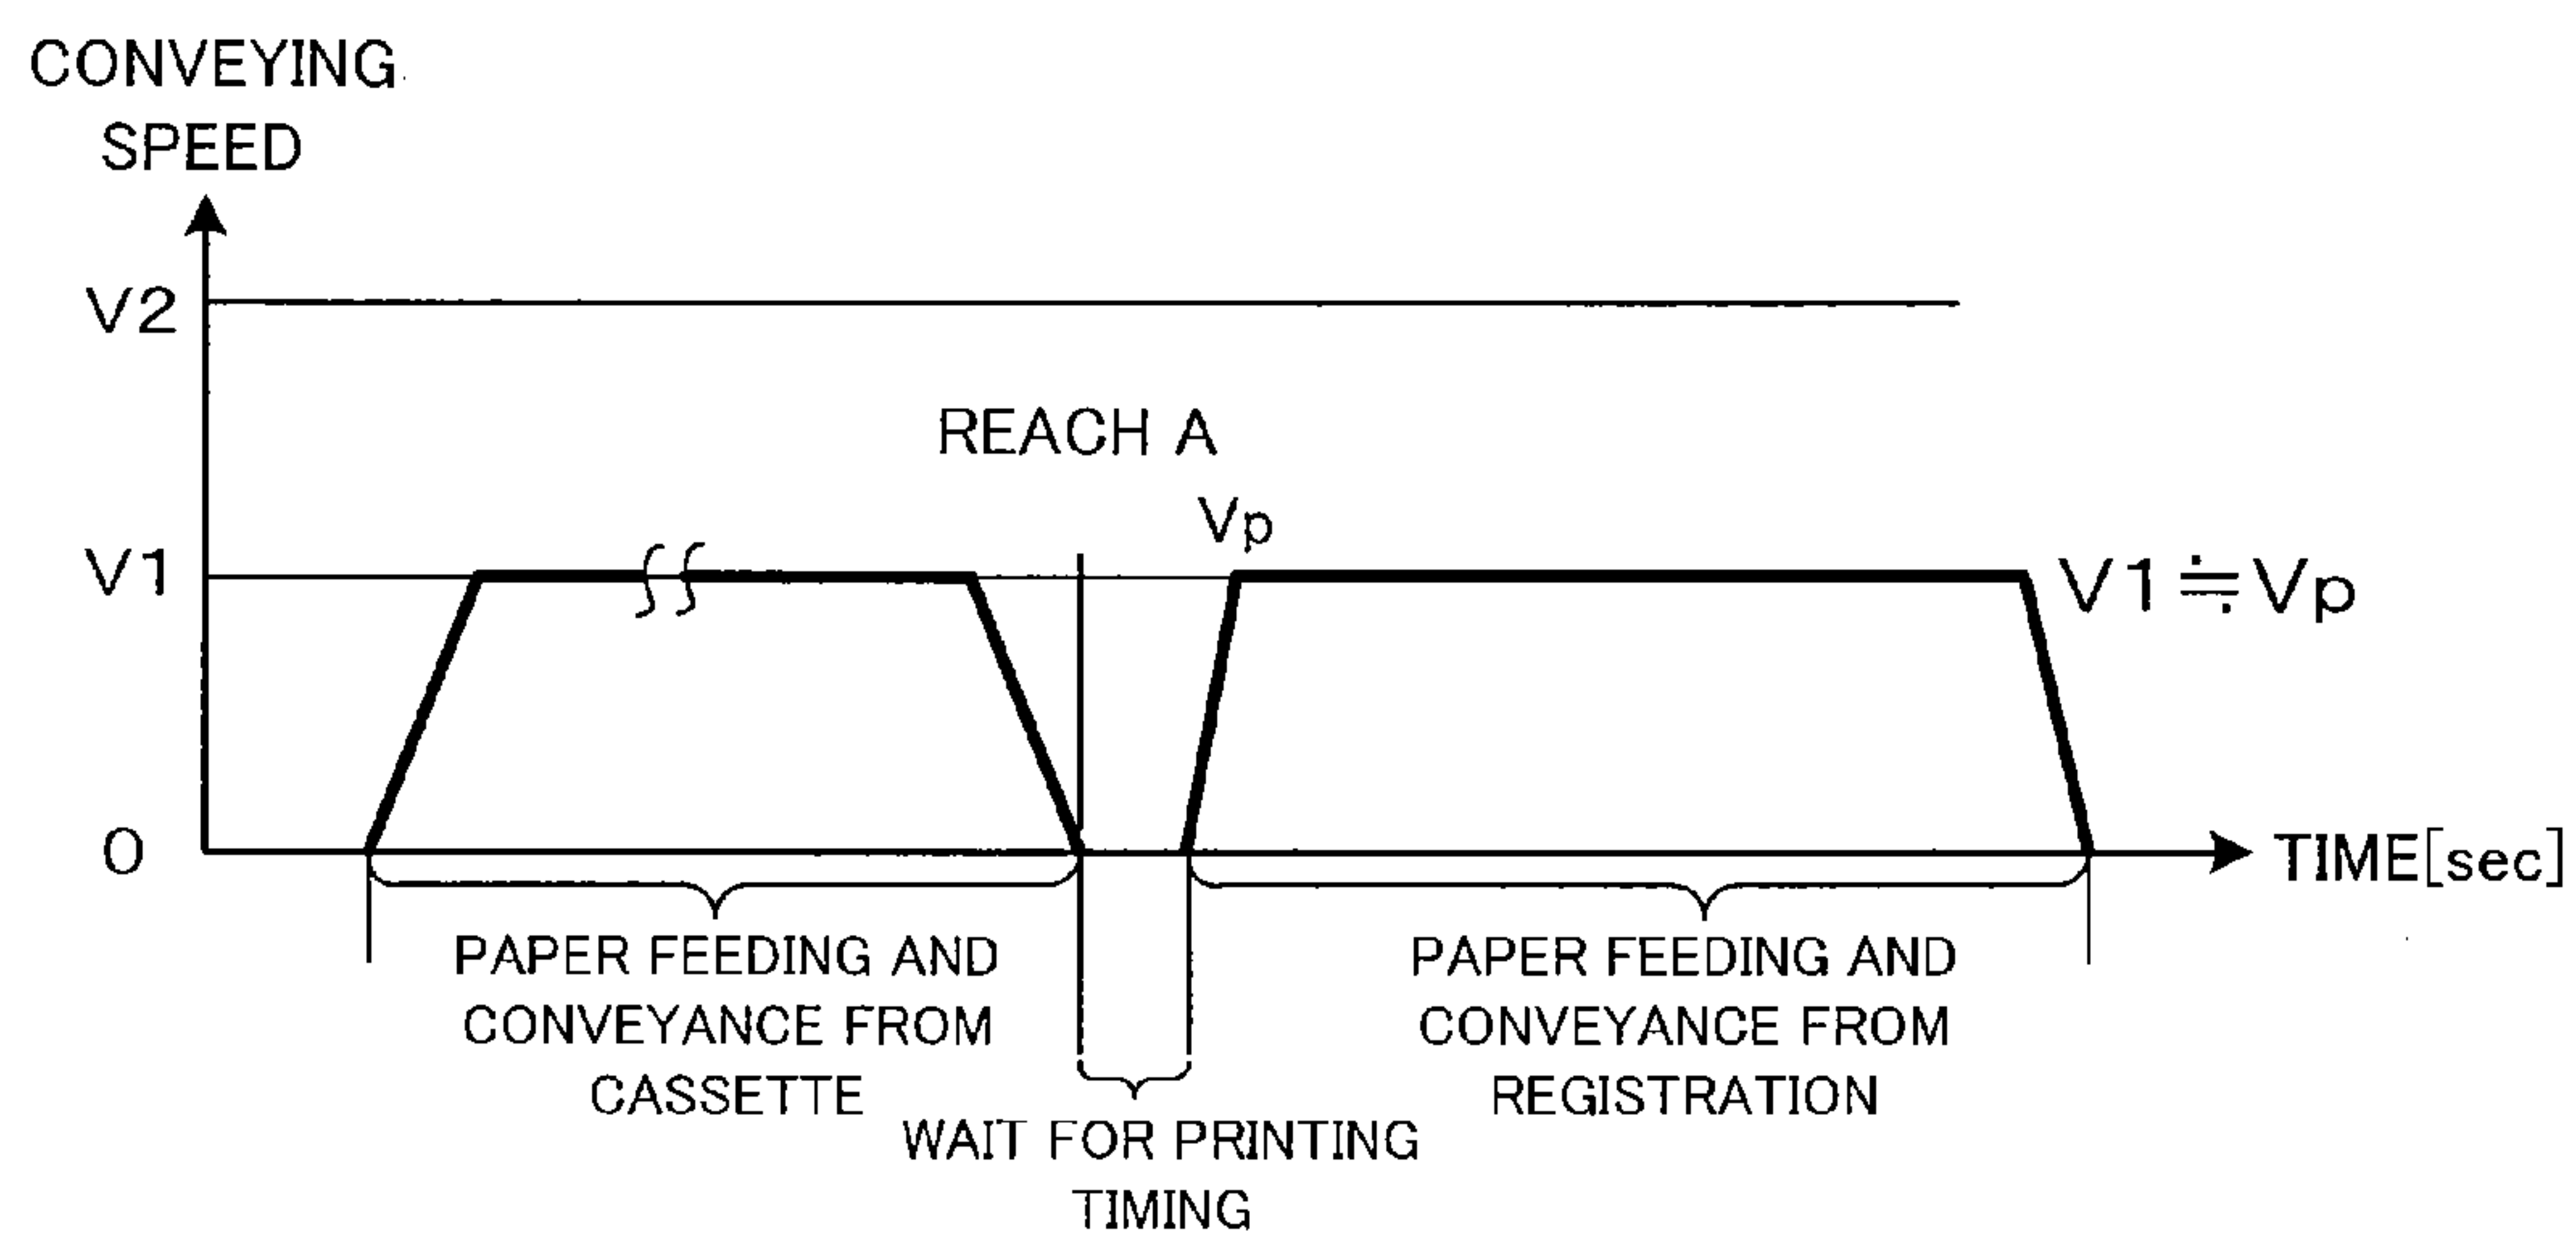 CONVEYING
SPEED
V2
REACH A
Vp
V1
V1≒Vp
0
TIME[sec]
PAPER FEEDING AND
CONVEYANCE FROM
CASSETTE
WAIT FOR PRINTING
TIMING
PAPER FEEDING AND
CONVEYANCE FROM
REGISTRATION